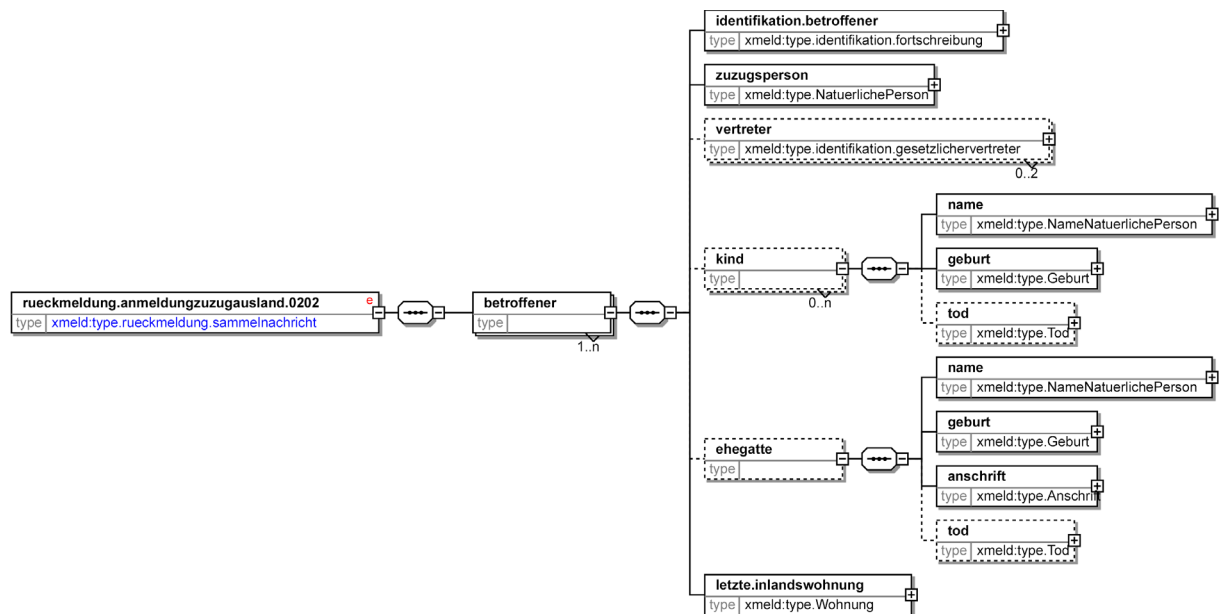 identifikation.betroffener
type xmeld:type.identifikation.fortschreibung
zuzugsperson
type xmeld:type.NatuerlichePerson
vertreter
type xmeld:type.identifikation.gesetzlichervertreter
0..2
name
type xmeld:type.NameNatuerlichePerson
kind
type
0..n
geburt
type xmeld:type.Geburt
tod
type xmeld:type.Tod
rueckmeldung.anmeldungzuzugausland.0202 e
type xmeld:type.rueckmeldung.sammelnachricht
betroffener
type
1..n
name
type xmeld:type.NameNatuerlichePerson
geburt
type xmeld:type.Geburt
ehegatte
type
anschrift
type xmeld:type.Anschrift
tod
type xmeld:type.Tod
letzte.inlandswohnung
type xmeld:type.Wohnung